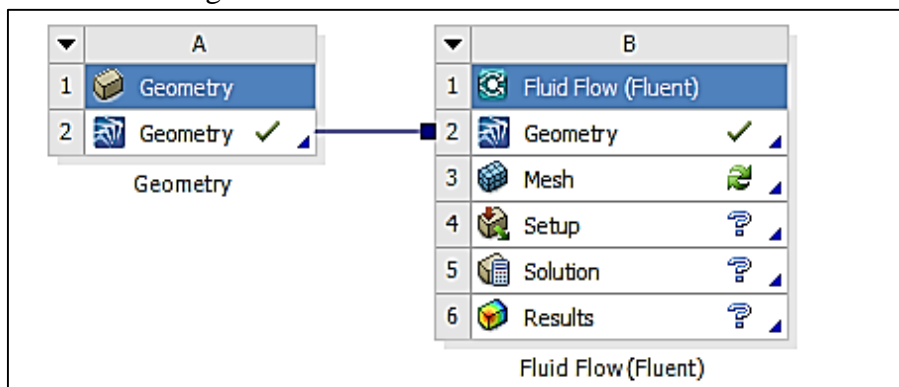 A
1 Geometry
2 Geometry
Geometry
B
1 Fluid Flow (Fluent)
2 Geometry
3 Mesh
4 Setup
5 Solution
6 Results
Fluid Flow (Fluent)